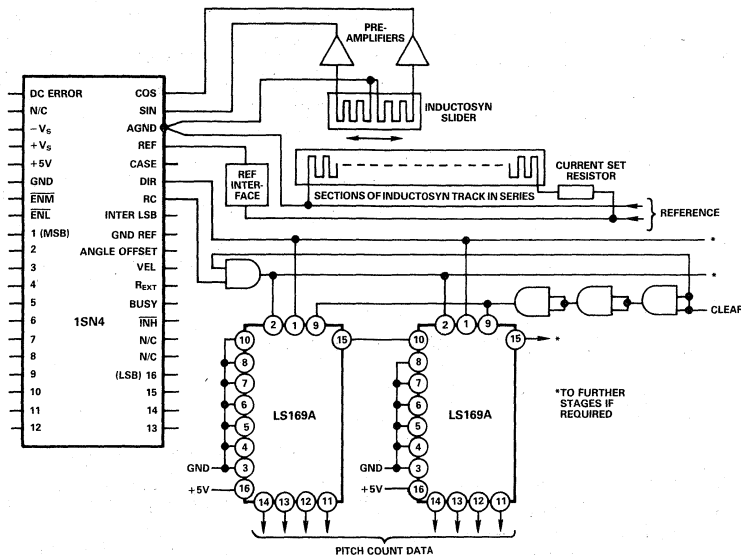 PRE-
AMPLIFIERS
INDUCTOSYN
SLIDER
DC ERROR
N/C
– VS
+ VS
+5V
GND
ENM
ENL
1 (MSB)
2
3
4
5
6
7
8
9
10
11
12
1SN4
COS
SIN
AGND
REF
CASE
DIR
RC
INTER LSB
GND REF
ANGLE OFFSET
VEL
REXT
BUSY
INH
N/C
N/C
(LSB) 16
15
14
13
REF
INTER-
FACE
SECTIONS OF INDUCTOSYN TRACK IN SERIES
CURRENT SET
RESISTOR
REFERENCE
*
*
CLEAR
2
1
9
15
10
8
7
6
5
4
3
16
LS169A
GND
+5V
14
13
12
11
2
1
9
15
*
10
8
7
6
5
4
3
16
LS169A
GND
+5V
14
13
12
11
*TO FURTHER
STAGES IF
REQUIRED
PITCH COUNT DATA